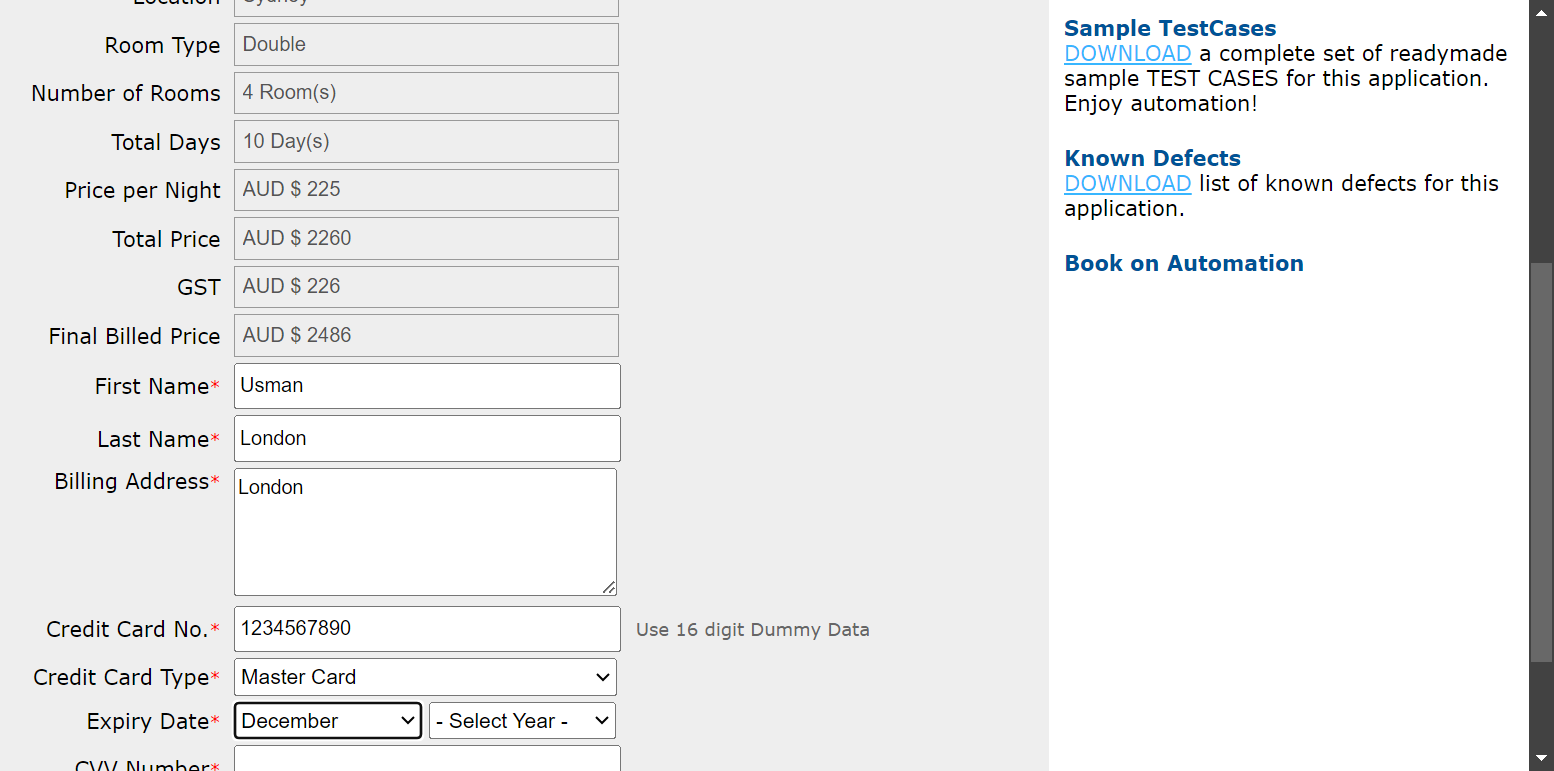 Location Sydney
Room Type Double
Number of Rooms 4 Room(s)
Total Days 10 Day(s)
Price per Night AUD $ 225
Total Price AUD $ 2260
GST AUD $ 226
Final Billed Price AUD $ 2486
First Name* Usman
Last Name* London
Billing Address* London
Credit Card No.* 1234567890 Use 16 digit Dummy Data
Credit Card Type* Master Card
Expiry Date* December - Select Year -
CVV Number*
Sample TestCases
DOWNLOAD a complete set of readymade
sample TEST CASES for this application.
Enjoy automation!
Known Defects
DOWNLOAD list of known defects for this
application.
Book on Automation